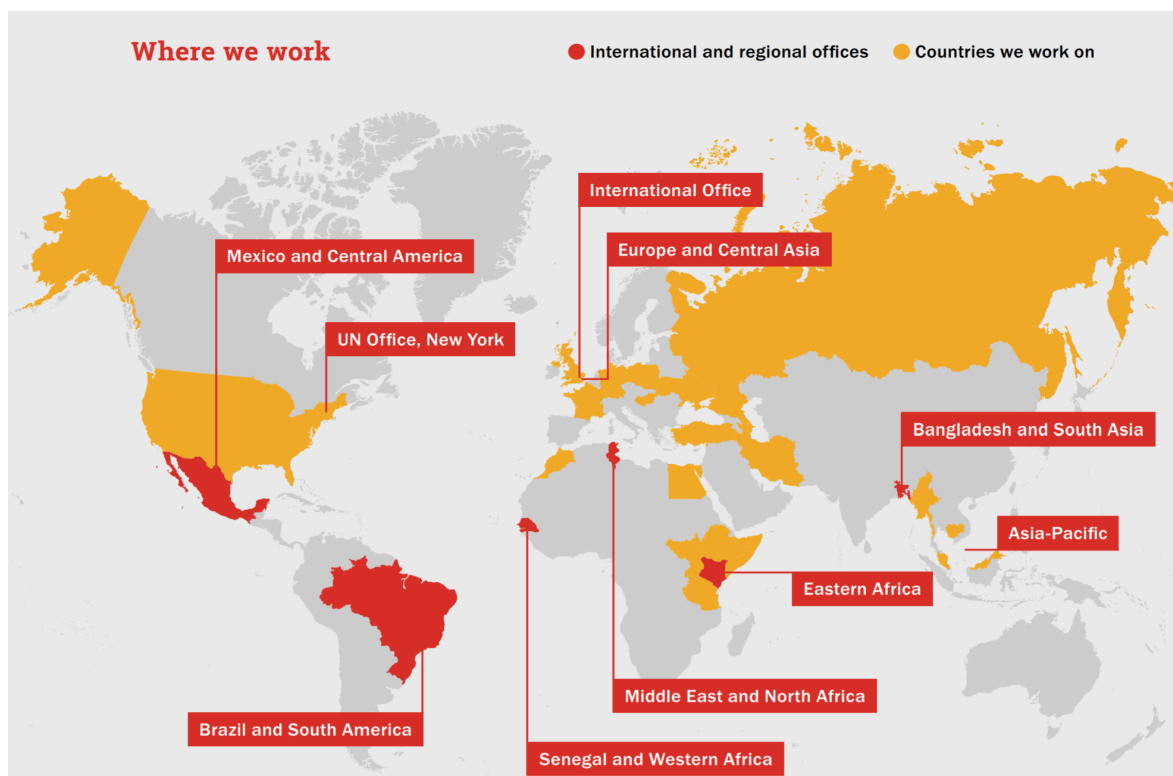 Where we work
International and regional offices
Countries we work on
International Office
Europe and Central Asia
Mexico and Central America
UN Office, New York
Bangladesh and South Asia
Asia-Pacific
Eastern Africa
Middle East and North Africa
Brazil and South America
Senegal and Western Africa